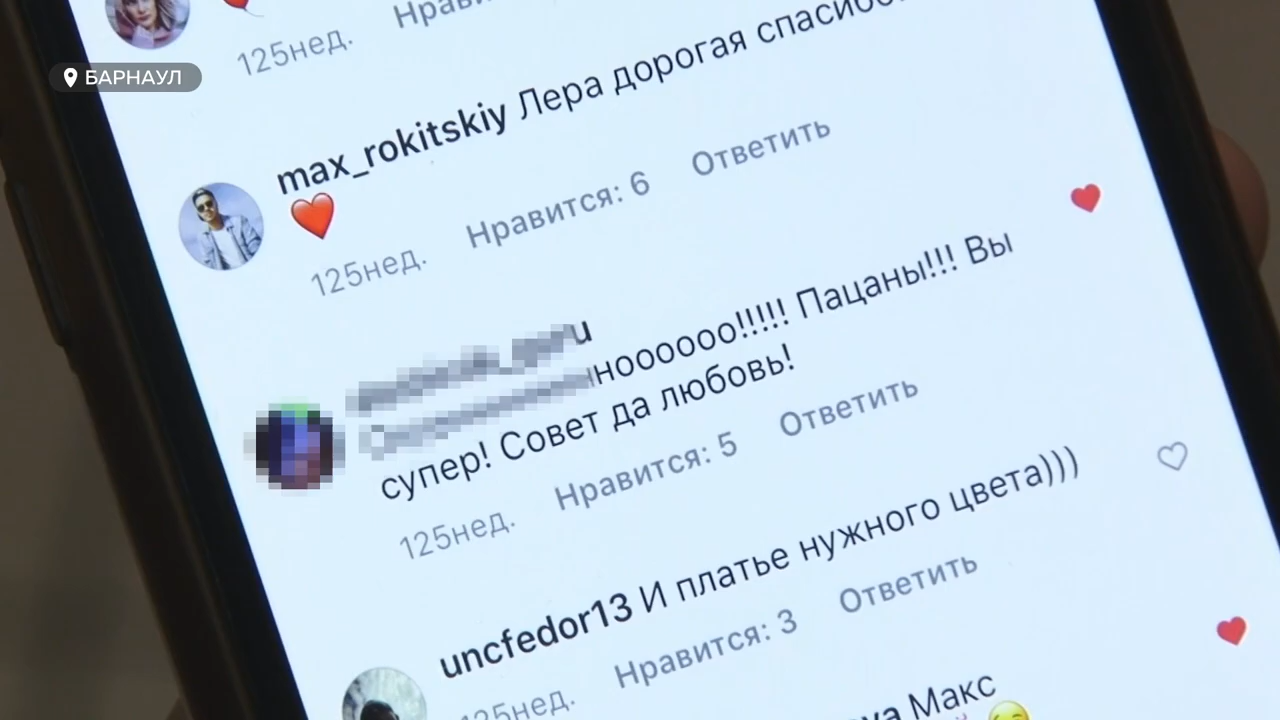 125нед.
БАРНАУЛ
max_rokitskiy Лера дорогая спасибо
❤️
125нед. Нравится: 6 Ответить
ноооооо!!!!! Пацаны!!! Вы
супер! Совет да любовь!
125нед. Нравится: 5 Ответить
uncfedor13 И платье нужного цвета)))
125нед. Нравится: 3 Ответить
Макс